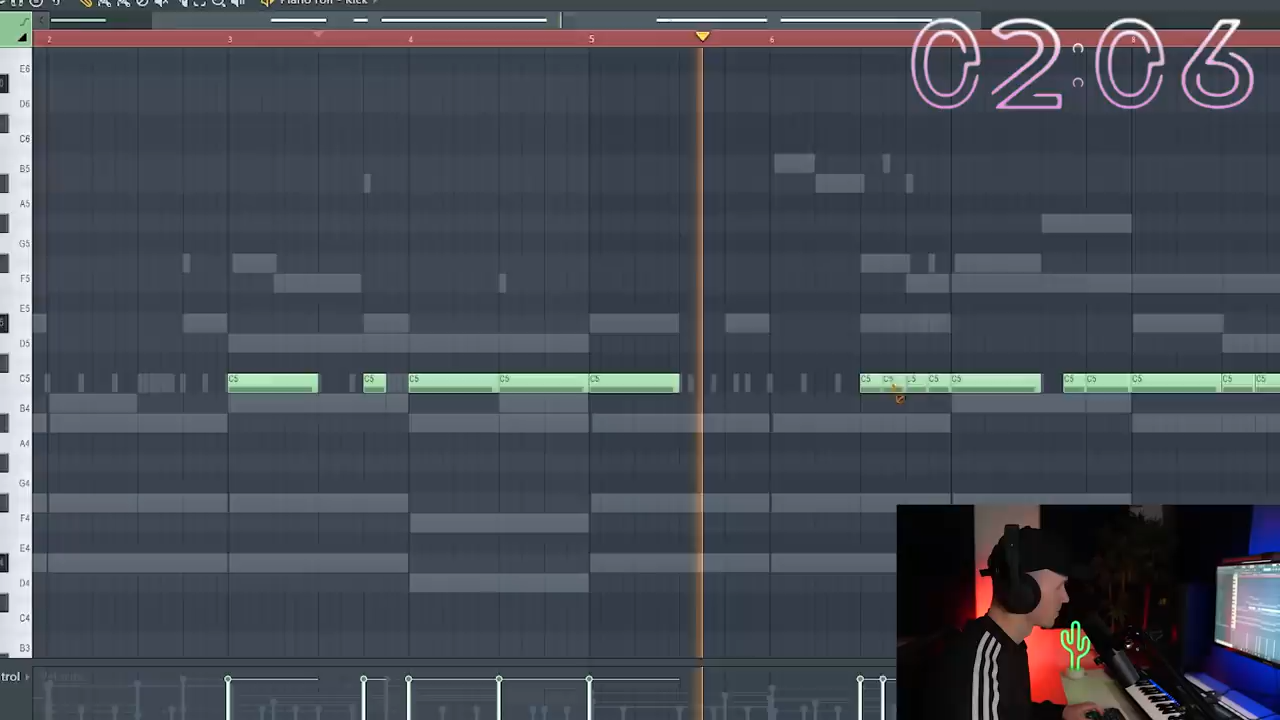 Piano roll - Kick
2 3 4 5 6 8
02:06
E6
D6
C6
B5
A5
G5
F5
E5
D5
C5 C5 C5 C5 C5 C5 C5 C5 C5 C5 C5 C5 C5 C5 C5 C5
B4
A4
G4
F4
E4
D4
C4
B3
trol